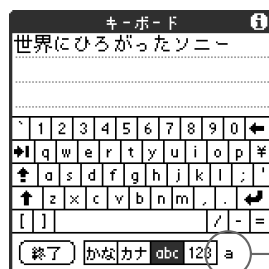 キーボード
世界にひろがったソニー
` 1 2 3 4 5 6 7 8 9 0 ←
q w e r t y u i o p ¥
a s d f g h j k l ; '
z x c v b n m , .
[ ] / - =
終了 かな カナ abc 123 a